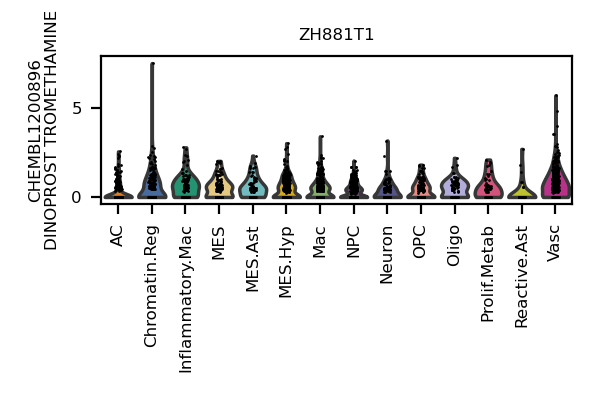 ZH881T1
CHEMBL1200896
DINOPROST TROMETHAMINE
5
0
AC
Chromatin.Reg
Inflammatory.Mac
MES
MES.Ast
MES.Hyp
Mac
NPC
Neuron
OPC
Oligo
Prolif.Metab
Reactive.Ast
Vasc